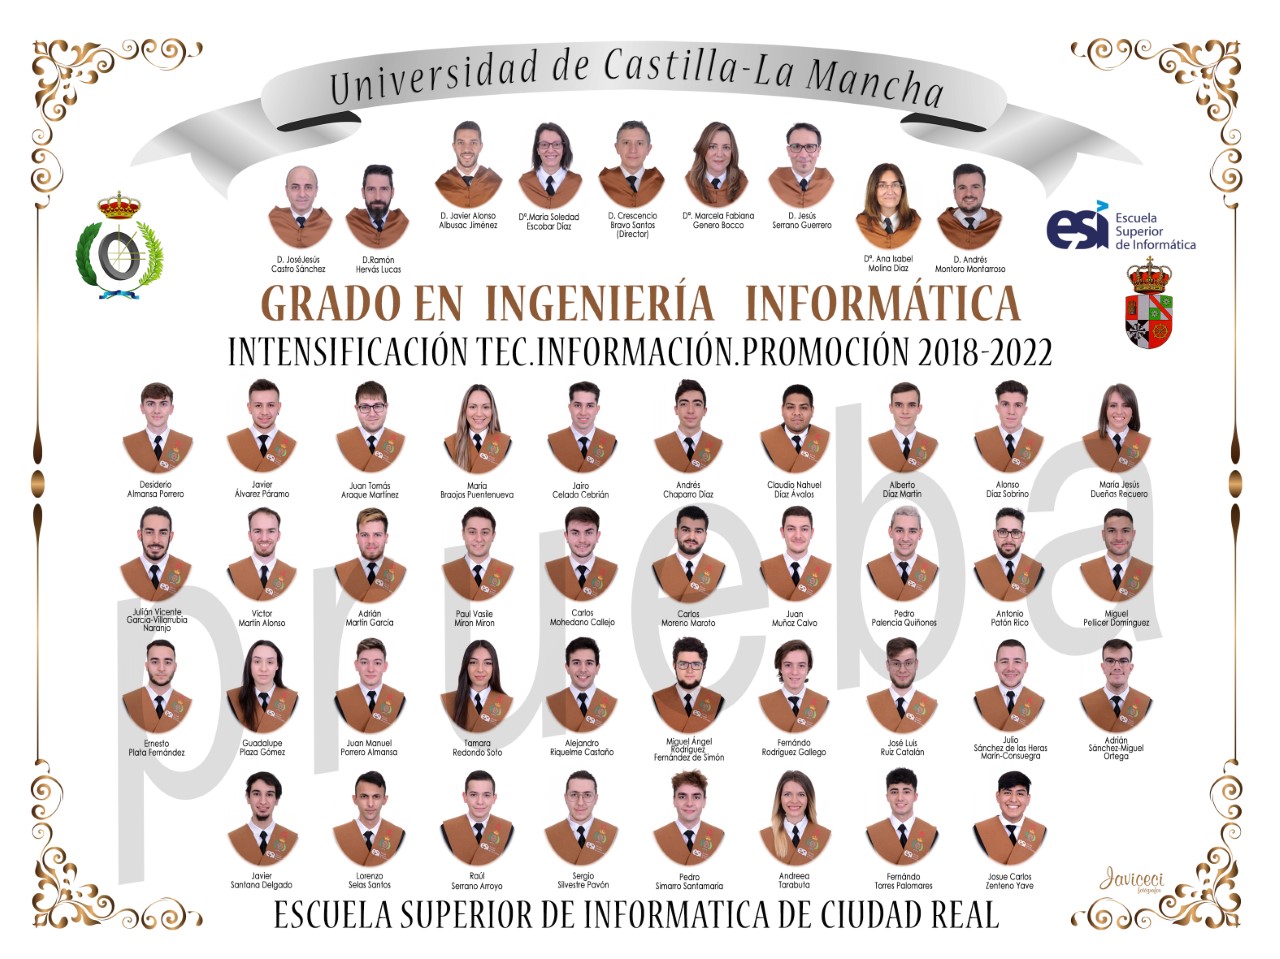 Universidad de Castilla-La Mancha
D. JoséJesús
Castro Sánchez
D.Ramón
Hervás Lucas
D. Javier Alonso
Albusac Jiménez
Dª.María Soledad
Escobar Díaz
D. Crescencio
Bravo Santos
(Director)
Dª. Marcela Fabiana
Genero Bocco
D. Jesús
Serrano Guerrero
Dª. Ana Isabel
Molina Díaz
D. Andrés
Montoro Montarroso
esi
Escuela
Superior
de Informática
GRADO EN INGENIERÍA INFORMÁTICA
INTENSIFICACIÓN TEC.INFORMACIÓN.PROMOCIÓN 2018-2022
Desiderio
Almansa Porrero
Javier
Álvarez Páramo
Juan Tomás
Araque Martínez
María
Braojos Puentenueva
Jairo
Celada Cebrián
Andrés
Chaparro Díaz
Claudio Nahuel
Díaz Avalos
Alberto
Díaz Martín
Alonso
Díaz Sobrino
María Jesús
Dueñas Recuero
Julián Vicente
García-Villarrubia
Naranjo
Víctor
Martín Alonso
Adrián
Martín García
Paul Vasile
Miron Miron
Carlos
Mohedano Callejo
Carlos
Moreno Maroto
Juan
Muñoz Calvo
Pedro
Palencia Quiñones
Antonio
Patón Rico
Miguel
Pellicer Domínguez
Ernesto
Plata Fernández
Guadalupe
Plaza Gómez
Juan Manuel
Porrero Almansa
Tamara
Redondo Soto
Alejandro
Riquelme Castaño
Miguel Ángel
Rodríguez
Fernández de Simón
Fernándo
Rodríguez Gallego
José Luis
Ruiz Catalán
Julio
Sánchez de las Heras
Marín-Consuegra
Adrián
Sánchez-Miguel
Ortega
Javier
Santana Delgado
Lorenzo
Selas Santos
Raúl
Serrano Arroyo
Sergio
Silvestre Pavón
Pedro
Simarro Santamaria
Andreea
Tarabuta
Fernándo
Torres Palomares
Josue Carlos
Zenteno Yave
prueba
Javiceci
fotógrafos
ESCUELA SUPERIOR DE INFORMATICA DE CIUDAD REAL